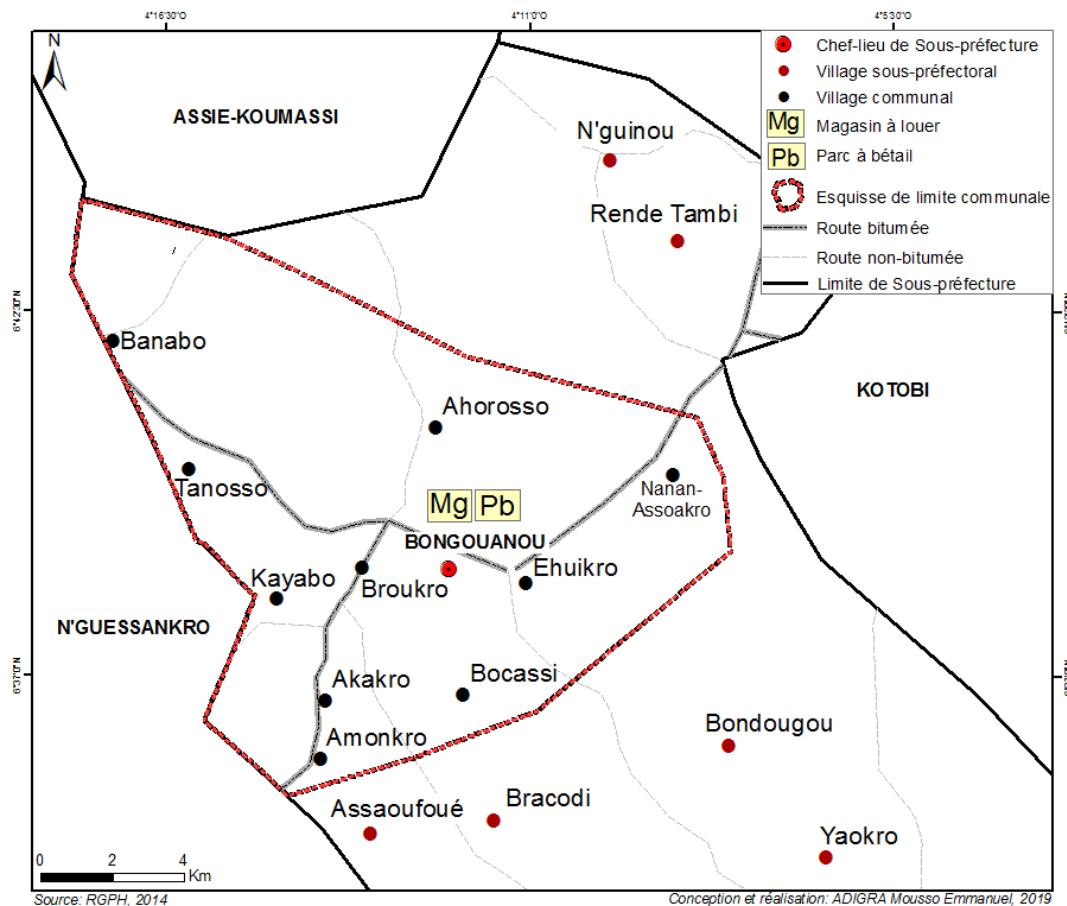 4°16'30"O
4°11'0"O
4°5'30"O
N
Chef-lieu de Sous-préfecture
Village sous-préfectoral
Village communal
Mg Magasin à louer
Pb Parc à bétail
Esquisse de limite communale
Route bitumée
Route non-bitumée
Limite de Sous-préfecture
ASSIE-KOUMASSI
N'guinou
Rende Tambi
6°42'0"N
Banabo
KOTOBI
Ahorosso
Tanosso
Nanan-
Assoakro
Mg Pb
BONGOUANOU
Kayabo
Broukro
Ehuikro
N'GUESSANKRO
6°37'0"N
Akakro
Bocassi
Amonkro
Bondougou
Assaoufoué
Bracodi
Yaokro
0 2 4
Km
Source: RGPH, 2014
Conception et réalisation: ADIGRA Mousso Emmanuel, 2019